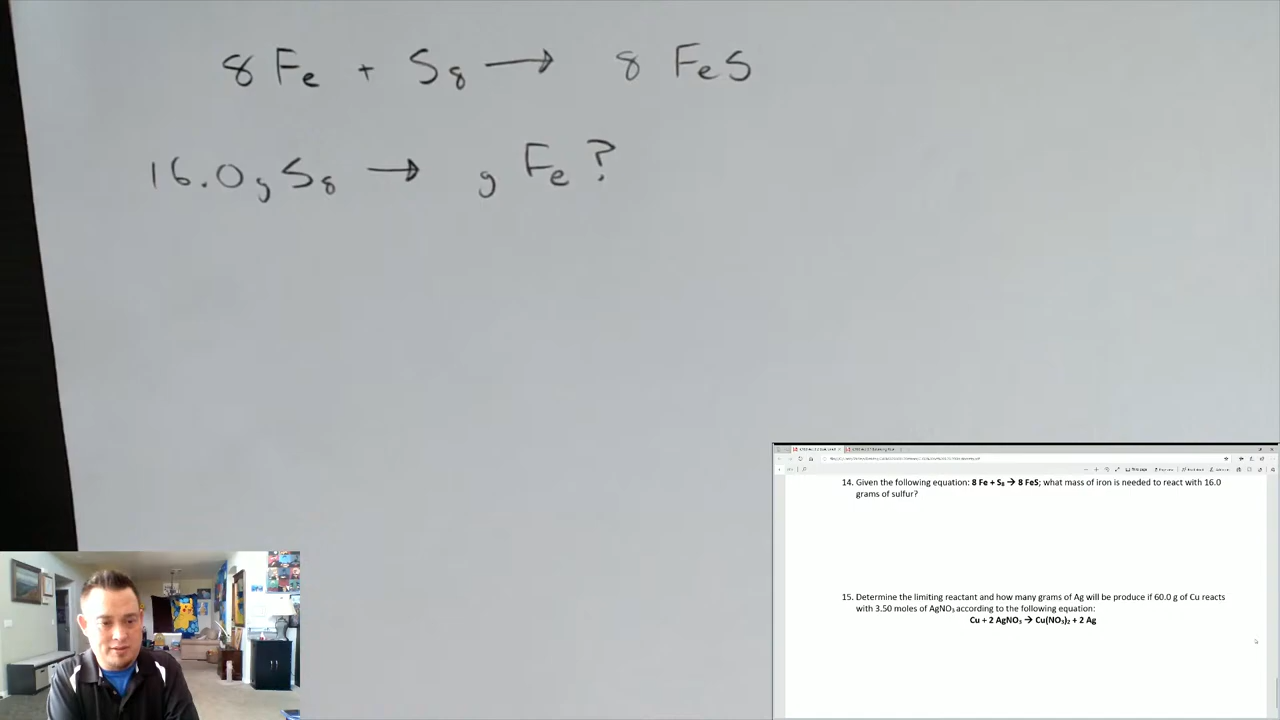 8 Fe + S₈ → 8 FeS
16.0g S₈ → g Fe?
14. Given the following equation: 8 Fe + S₈ → 8 FeS; what mass of iron is needed to react with 16.0
grams of sulfur?
15. Determine the limiting reactant and how many grams of Ag will be produce if 60.0 g of Cu reacts
with 3.50 moles of AgNO₃ according to the following equation:
Cu + 2 AgNO₃ → Cu(NO₃)₂ + 2 Ag